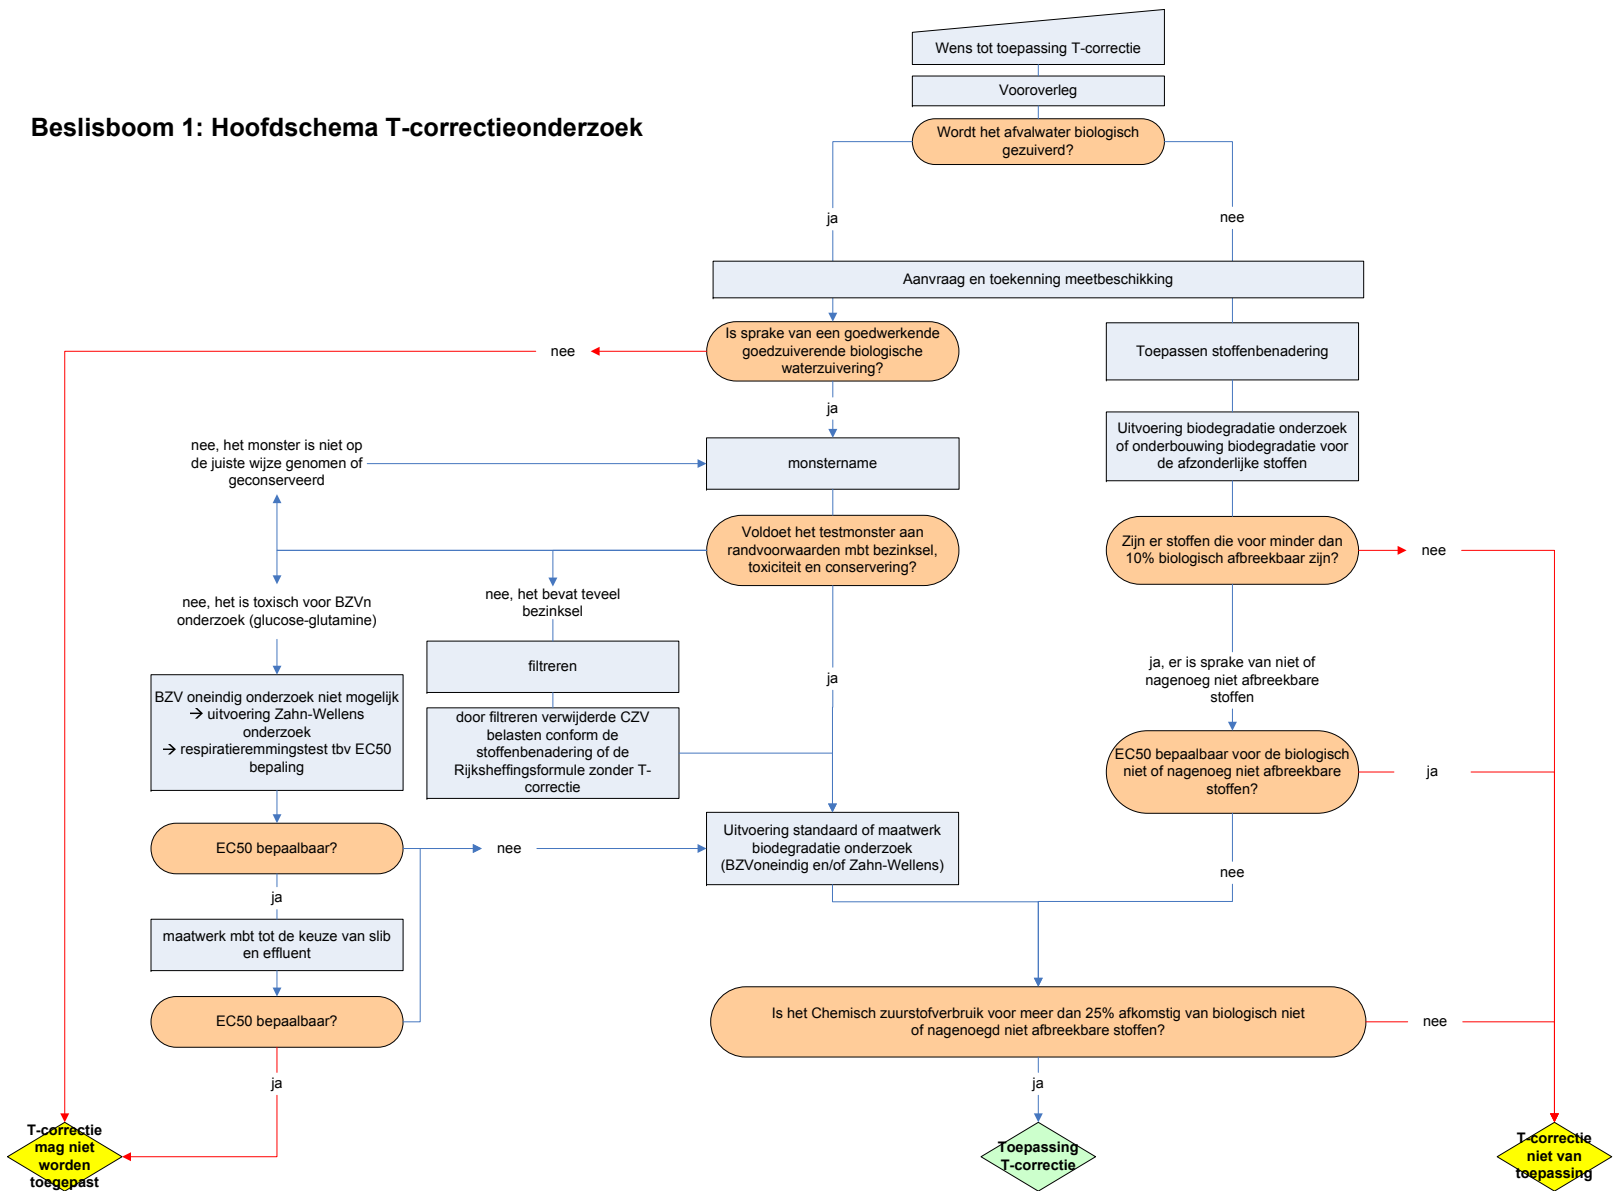 Wens tot toepassing T-correctie
Vooroverleg
Beslisboom 1: Hoofdschema T-correctieonderzoek
Wordt het afvalwater biologisch
gezuiverd?
ja
nee
Aanvraag en toekenning meetbeschikking
Is sprake van een goedwerkende
goedzuiverende biologische
waterzuivering?
nee
Toepassen stoffenbenadering
ja
Uitvoering biodegradatie onderzoek
of onderbouwing biodegradatie voor
de afzonderlijke stoffen
nee, het monster is niet op
de juiste wijze genomen of
geconserveerd
monstername
Voldoet het testmonster aan
randvoorwaarden mbt bezinksel,
toxiciteit en conservering?
Zijn er stoffen die voor minder dan
10% biologisch afbreekbaar zijn?
nee
nee, het is toxisch voor BZVn
onderzoek (glucose-glutamine)
nee, het bevat teveel
bezinksel
filtreren
ja
ja, er is sprake van niet of
nagenoeg niet afbreekbare
stoffen
BZV oneindig onderzoek niet mogelijk
→ uitvoering Zahn-Wellens
onderzoek
→ respiratieremmingstest tbv EC50
bepaling
door filtreren verwijderde CZV
belasten conform de
stoffenbenadering of de
Rijksheffingsformule zonder T-
correctie
EC50 bepaalbaar voor de biologisch
niet of nagenoeg niet afbreekbare
stoffen?
ja
EC50 bepaalbaar?
nee
Uitvoering standaard of maatwerk
biodegradatie onderzoek
(BZVoneindig en/of Zahn-Wellens)
nee
ja
maatwerk mbt tot de keuze van slib
en effluent
EC50 bepaalbaar?
Is het Chemisch zuurstofverbruik voor meer dan 25% afkomstig van biologisch niet
of nagenoegd niet afbreekbare stoffen?
nee
ja
ja
T-correctie
mag niet
worden
toegepast
Toepassing
T-correctie
T-correctie
niet van
toepassing